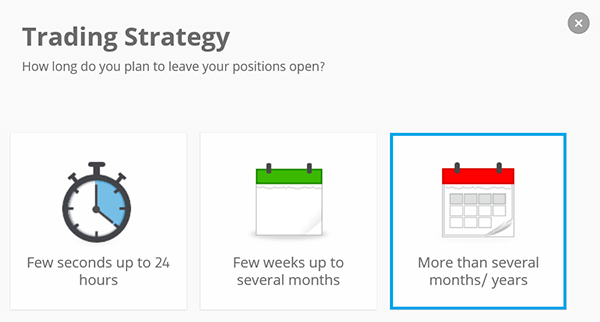 Trading Strategy
How long do you plan to leave your positions open?
Few seconds up to 24
hours
Few weeks up to
several months
More than several
months/ years